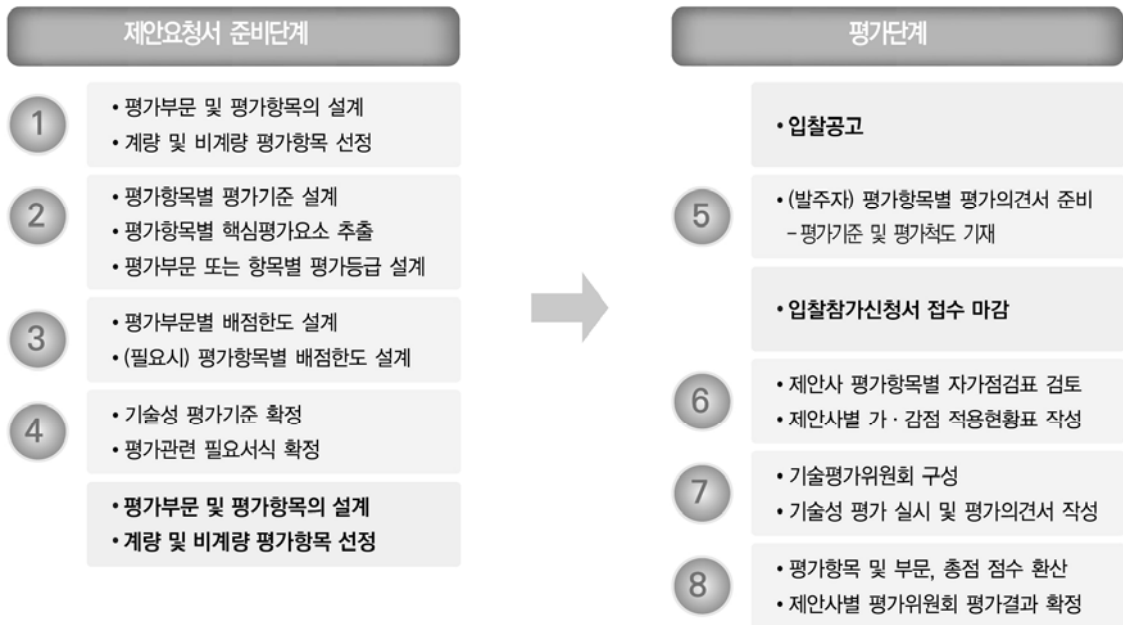 제안요청서 준비단계
1
• 평가부문 및 평가항목의 설계
• 계량 및 비계량 평가항목 선정
2
• 평가항목별 평가기준 설계
• 평가항목별 핵심평가요소 추출
• 평가부문 또는 항목별 평가등급 설계
3
• 평가부문별 배점한도 설계
• (필요시) 평가항목별 배점한도 설계
4
• 기술성 평가기준 확정
• 평가관련 필요서식 확정
• 평가부문 및 평가항목의 설계
• 계량 및 비계량 평가항목 선정
평가단계
• 입찰공고
5
• (발주자) 평가항목별 평가의견서 준비
– 평가기준 및 평가척도 기재
• 입찰참가신청서 접수 마감
6
• 제안사 평가항목별 자가점검표 검토
• 제안사별 가 · 감점 적용현황표 작성
7
• 기술평가위원회 구성
• 기술성 평가 실시 및 평가의견서 작성
8
• 평가항목 및 부문, 총점 점수 환산
• 제안사별 평가위원회 평가결과 확정